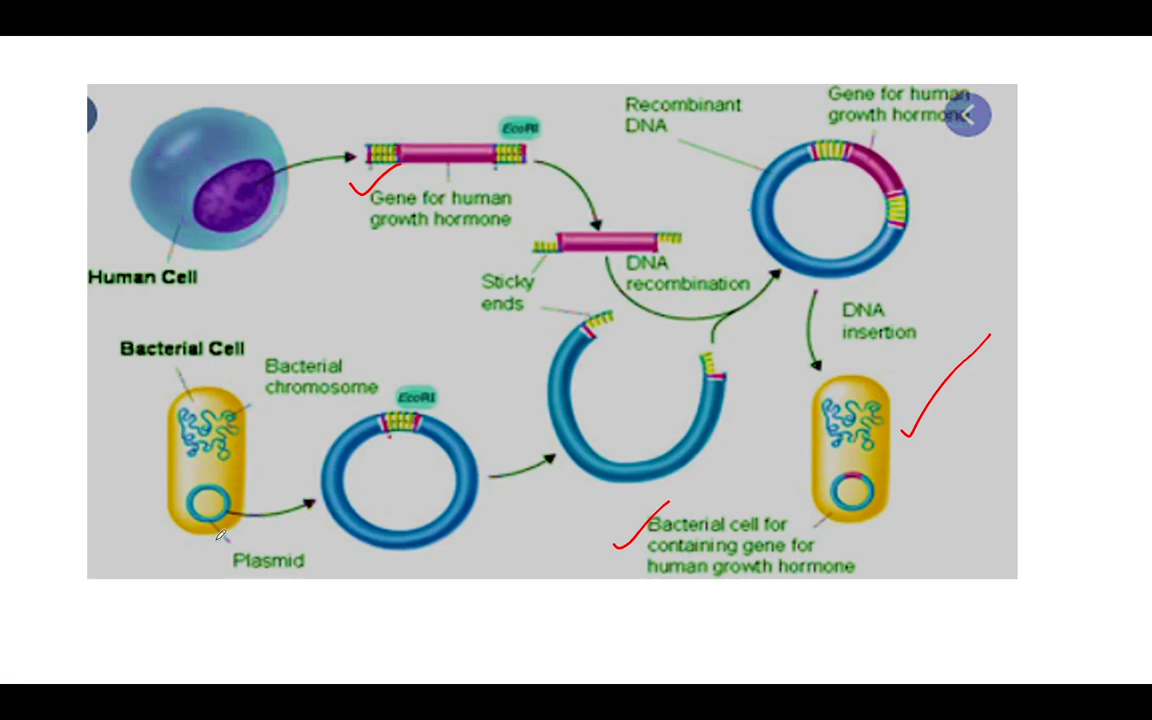 Recombinant
DNA
Gene for human
growth hormone
EcoRI
Gene for human
growth hormone
Human Cell
Sticky
ends
DNA
recombination
DNA
insertion
Bacterial Cell
Bacterial
chromosome
EcoRI
Plasmid
Bacterial cell for
containing gene for
human growth hormone